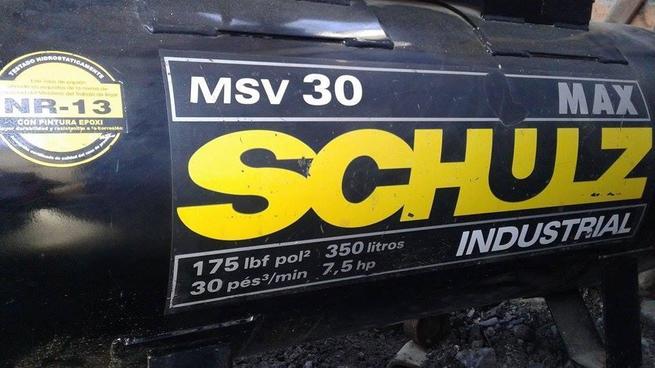 TESTADO HIDROSTATICAMENTE
NR-13
CON PINTURA EPOXI
MSV 30
MAX
SCHULZ
INDUSTRIAL
175 lbf pol² 350 litros
30 pés³/min 7,5 hp